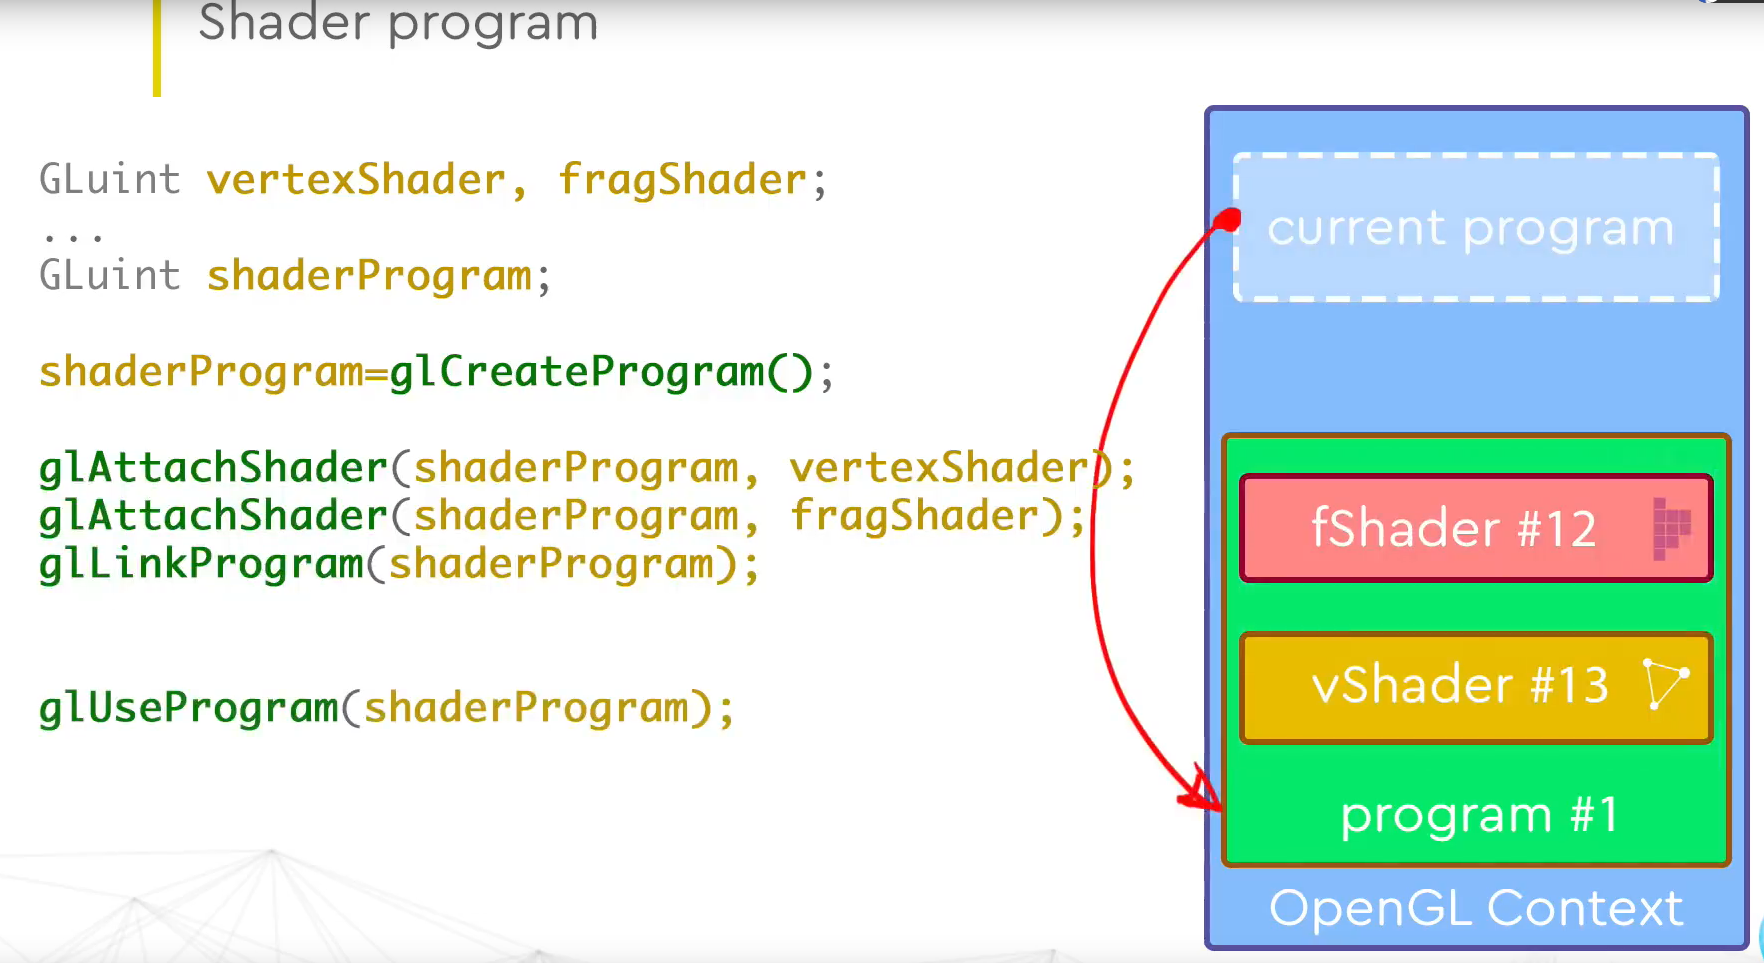 Shader program
GLuint vertexShader, fragShader;
...
GLuint shaderProgram;
shaderProgram=glCreateProgram();
glAttachShader(shaderProgram, vertexShader);
glAttachShader(shaderProgram, fragShader);
glLinkProgram(shaderProgram);
glUseProgram(shaderProgram);
current program
fShader #12
vShader #13
program #1
OpenGL Context